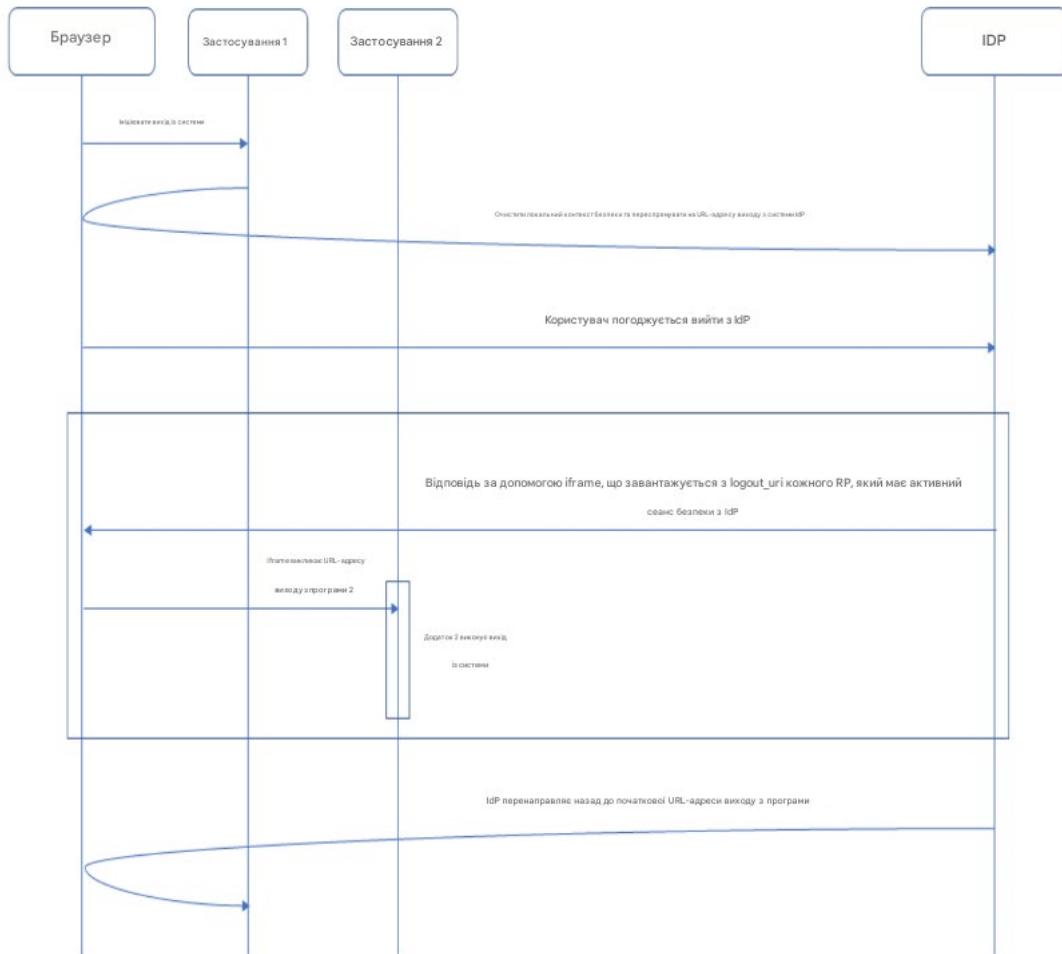 Браузер
Застосування 1
Застосування 2
IDP
Ініціювати вихід із системи
Очистити локальний контекст безпеки та переспрямувати на URL-адресу виходу з системи IdP
Користувач погоджується вийти з IdP
Відповідь за допомогою iframe, що завантажується з logout_uri кожного RP, який має активний
сеанс безпеки з IdP
Iframe викликає URL-адресу
виходу з програми 2
Додаток 2 виконує вихід
із системи
IdP перенаправляє назад до початкової URL-адреси виходу з програми